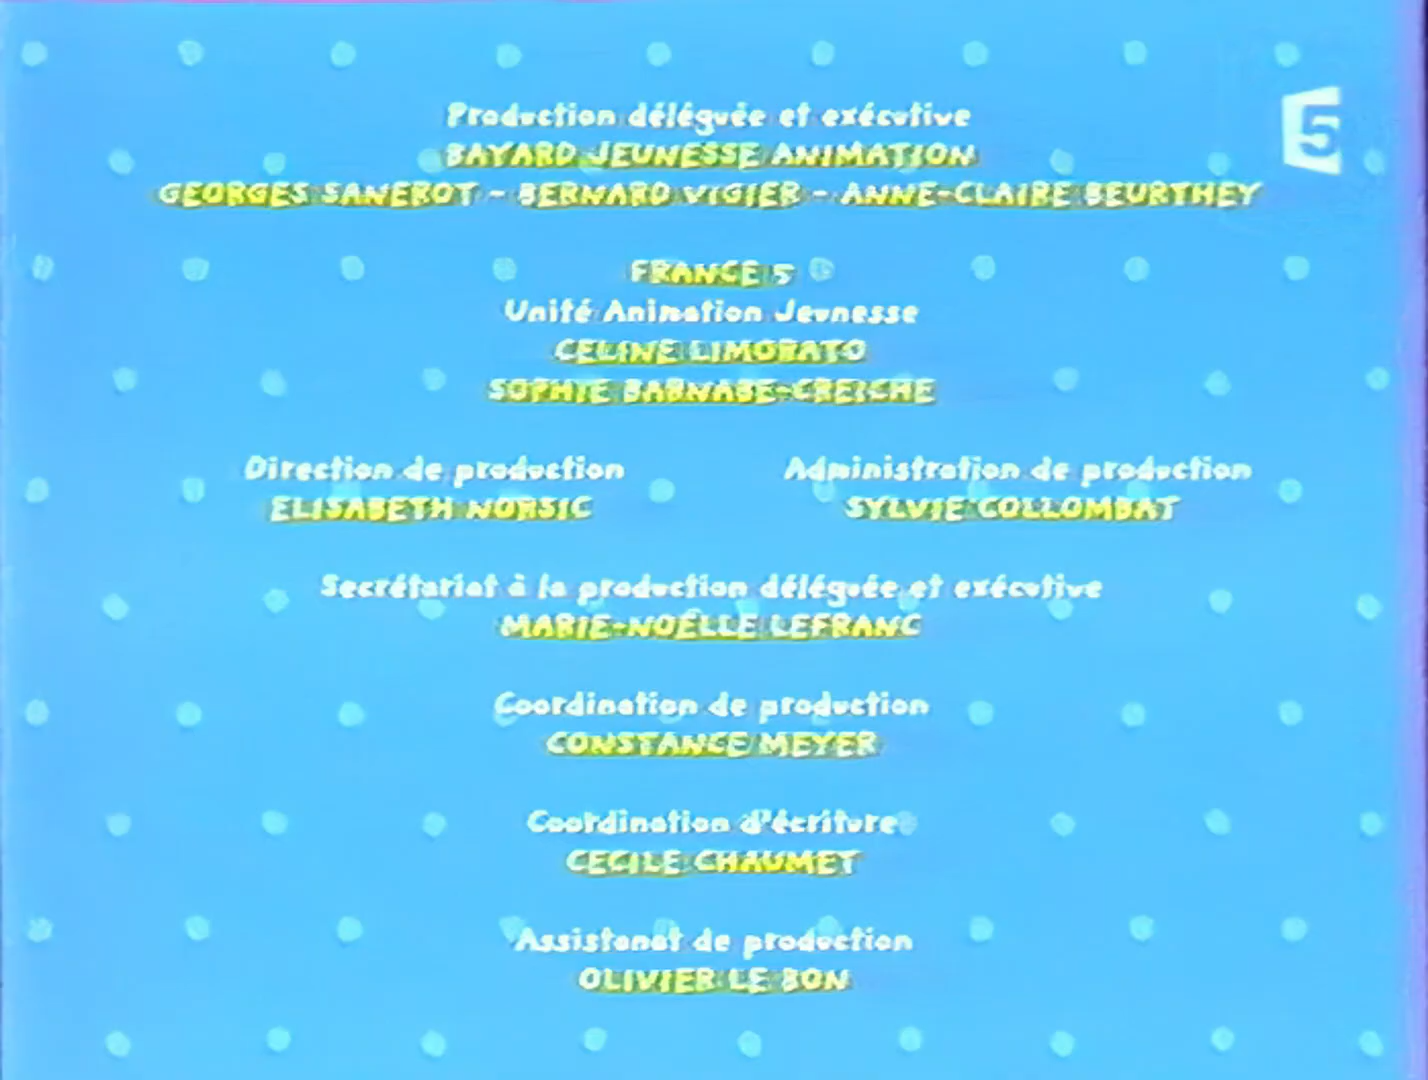 Production déléguée et exécutive
BAYARD JEUNESSE ANIMATION
GEORGES SANEROT - BERNARD VIGIER - ANNE-CLAIRE BEURTHEY
5
FRANCE 5
Unité Animation Jeunesse
CELINE LIMORATO
SOPHIE BARNABE-CREICHE
Direction de production
ELISABETH NORSIC
Administration de production
SYLVIE COLLOMBAT
Secrétariat à la production déléguée et exécutive
MARIE-NOËLLE LEFRANC
Coordination de production
CONSTANCE MEYER
Coordination d'écriture
CECILE CHAUMET
Assistanat de production
OLIVIER LE BON